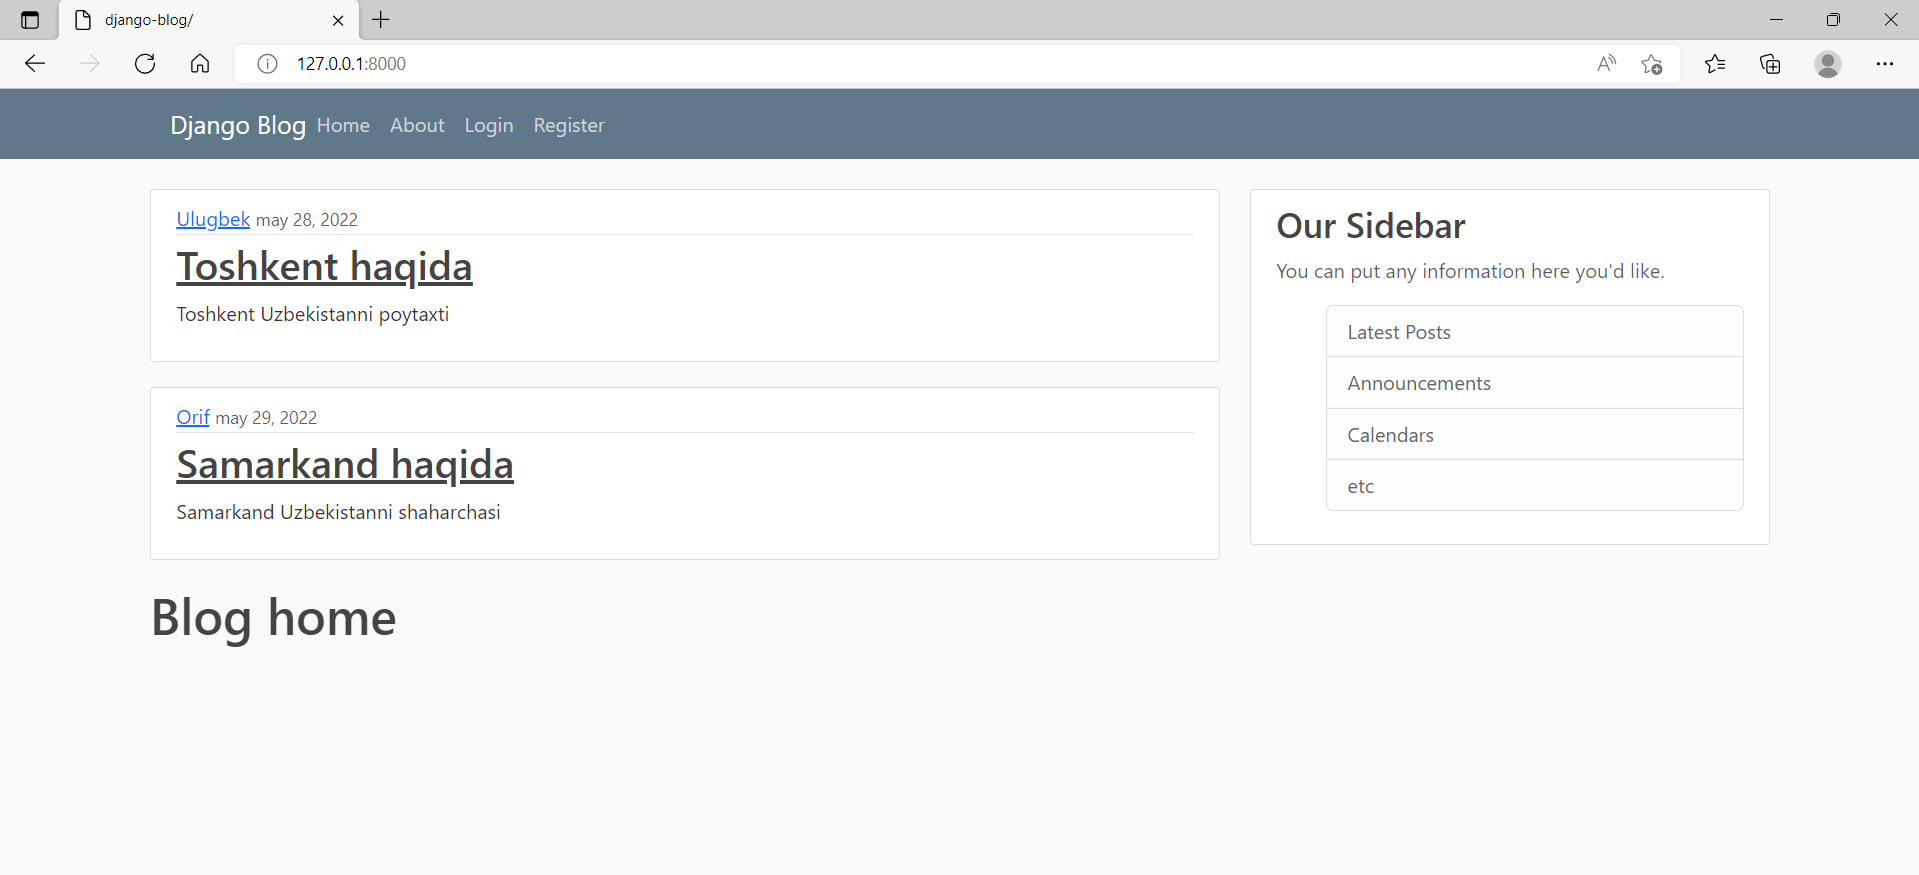 django-blog/
127.0.0.1:8000
Django Blog Home About Login Register
Ulugbek may 28, 2022
Toshkent haqida
Toshkent Uzbekistanni poytaxti
Orif may 29, 2022
Samarkand haqida
Samarkand Uzbekistanni shaharchasi
Blog home
Our Sidebar
You can put any information here you'd like.
Latest Posts
Announcements
Calendars
etc